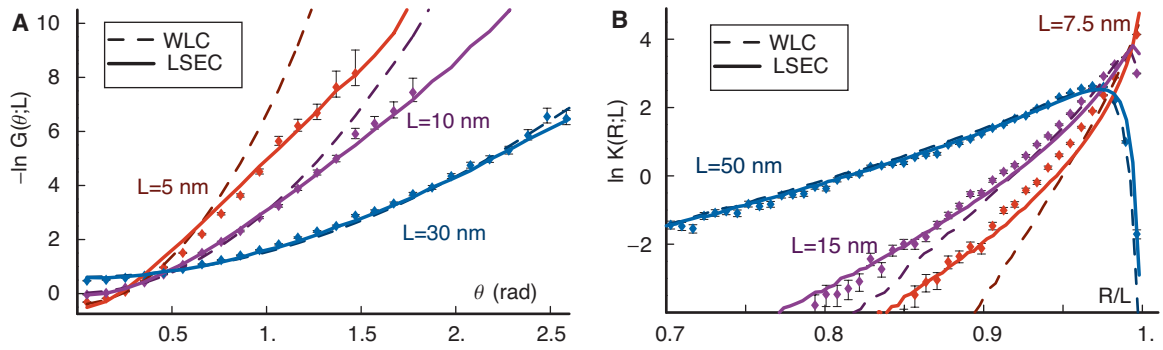 A
10
8
6
4
2
0
−ln G(θ;L)
WLC
LSEC
L=5 nm
L=10 nm
L=30 nm
θ (rad)
0.5
1.
1.5
2.
2.5
B
4
2
0
−2
ln K(R;L)
WLC
LSEC
L=7.5 nm
L=50 nm
L=15 nm
R/L
0.7
0.8
0.9
1.